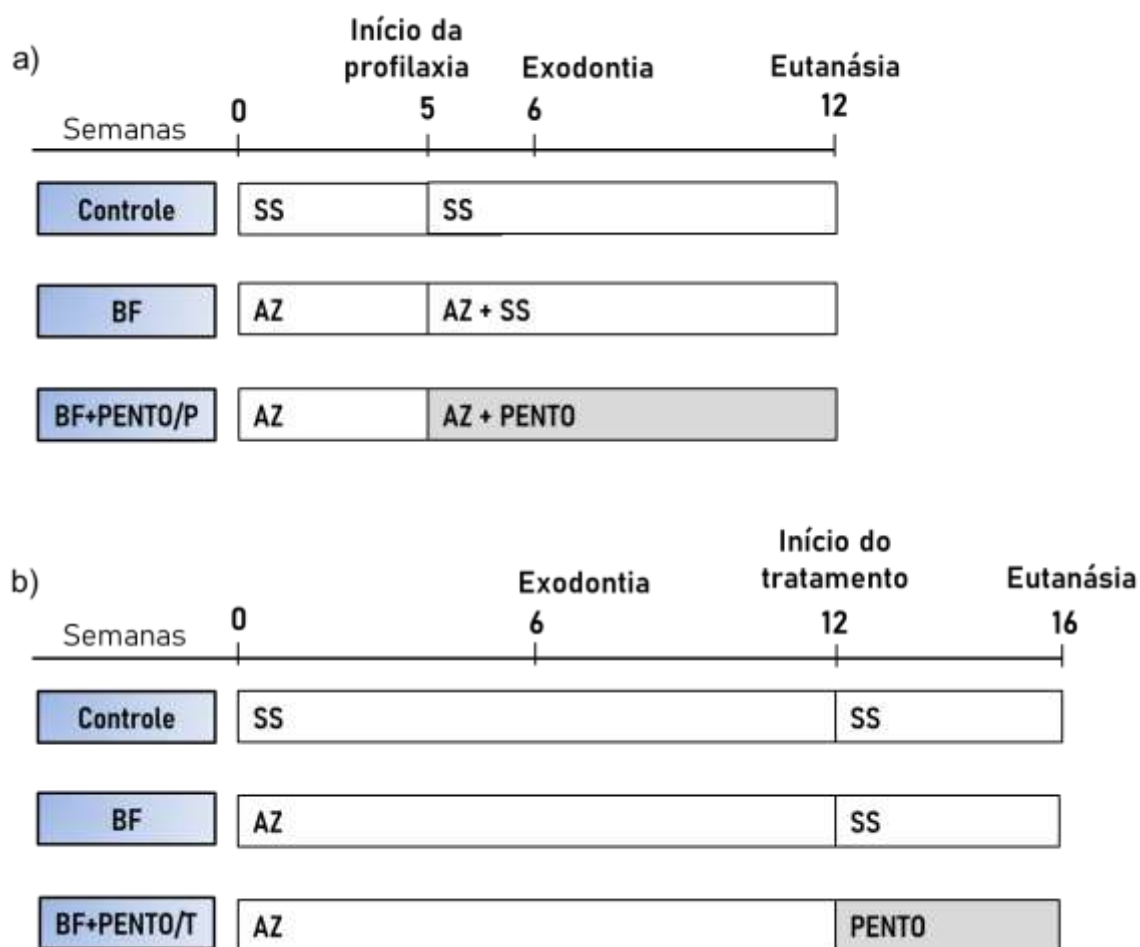 a)
Início da
profilaxia
Exodontia
Eutanásia
0 5 6 12
Semanas
Controle SS SS
BF AZ AZ + SS
BF+PENTO/P AZ AZ + PENTO
b)
Início do
tratamento
Exodontia
Eutanásia
0 6 12 16
Semanas
Controle SS SS
BF AZ SS
BF+PENTO/T AZ PENTO